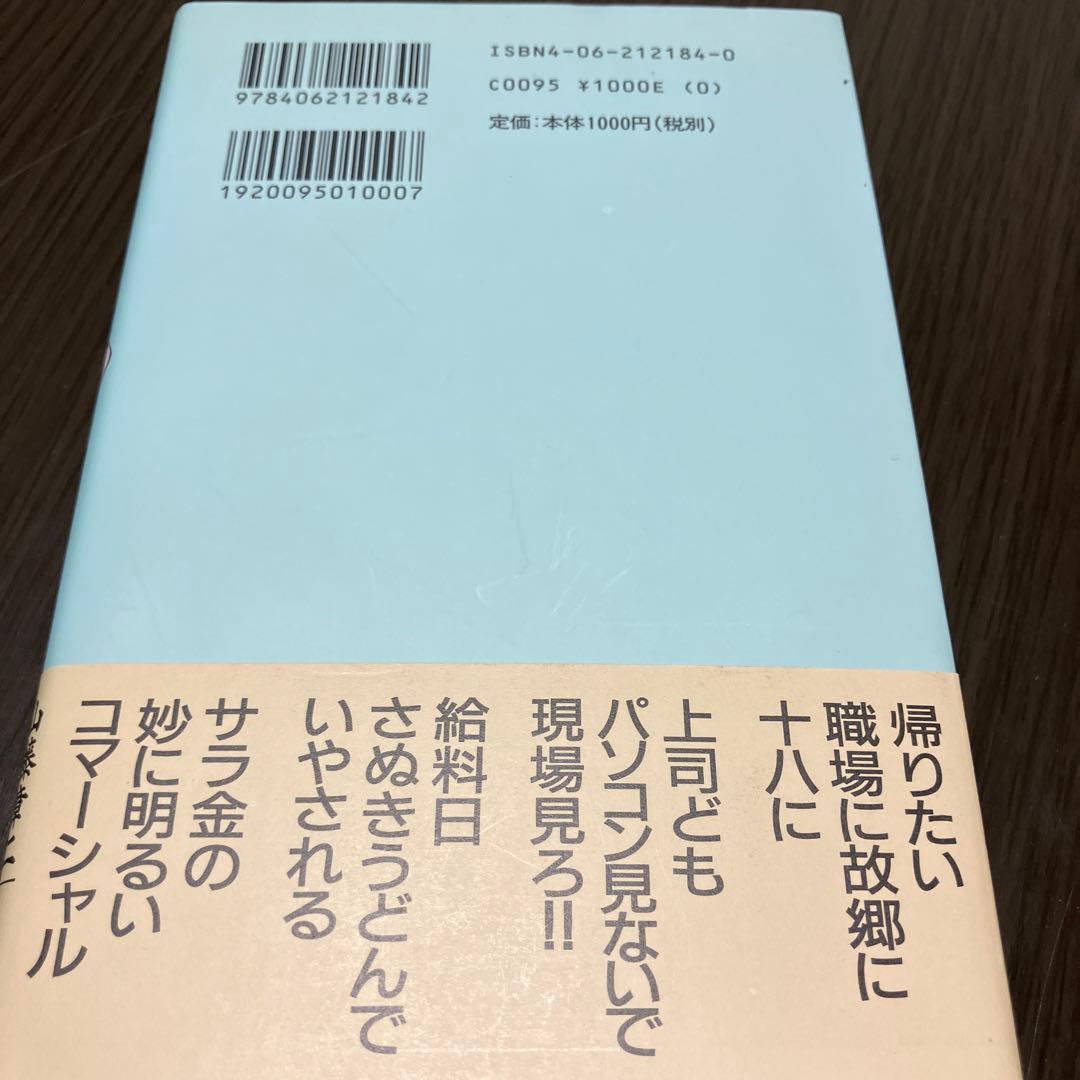 9784062121842
1920095010007
ISBN4-06-212184-0
C0095 ¥1000E (0)
定価:本体1000円(税別)
帰りたい
職場に故郷に
十八に
上司ども
パソコン見ないで
現場見ろ!!
給料日
さぬきうどんで
いやされる
サラ金の
妙に明るい
コマーシャル